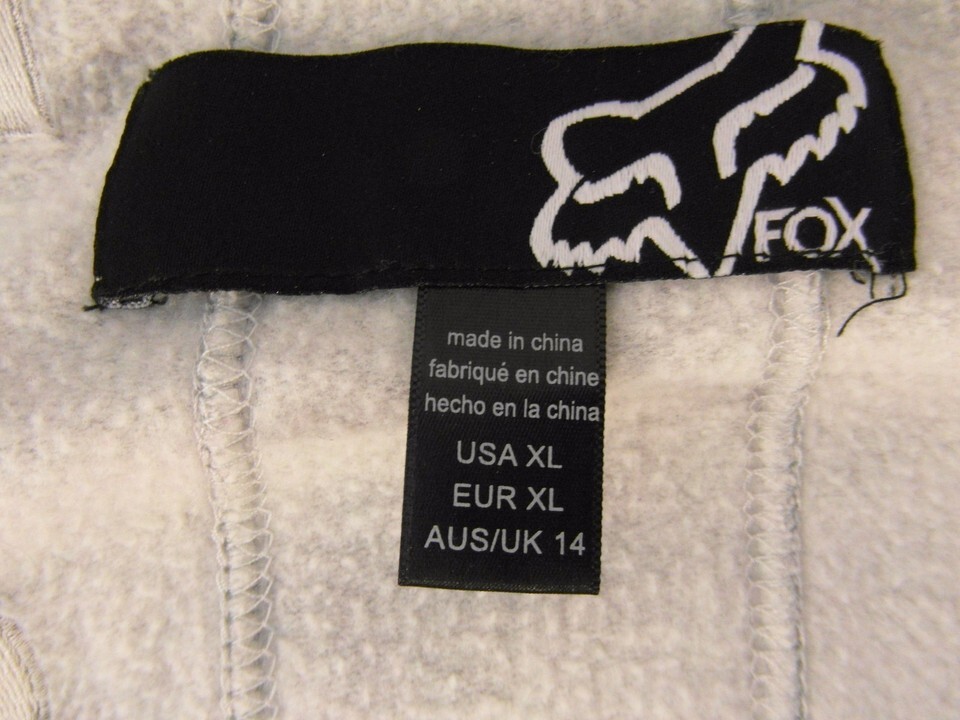 FOX
made in china
fabriqué en chine
hecho en la china
USA XL
EUR XL
AUS/UK 14